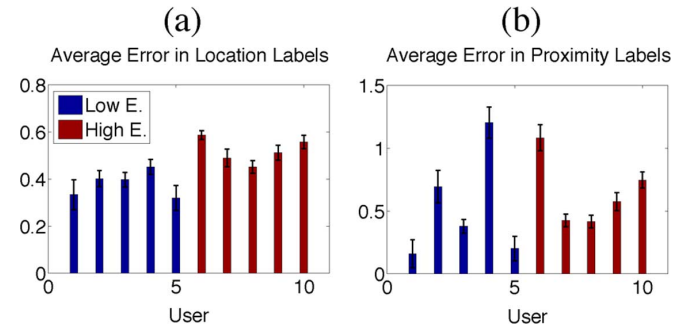 (a)
Average Error in Location Labels
0.8
0.6
0.4
0.2
0
Low E.
High E.
0 5 10
User
(b)
Average Error in Proximity Labels
1.5
1
0.5
0
0 5 10
User